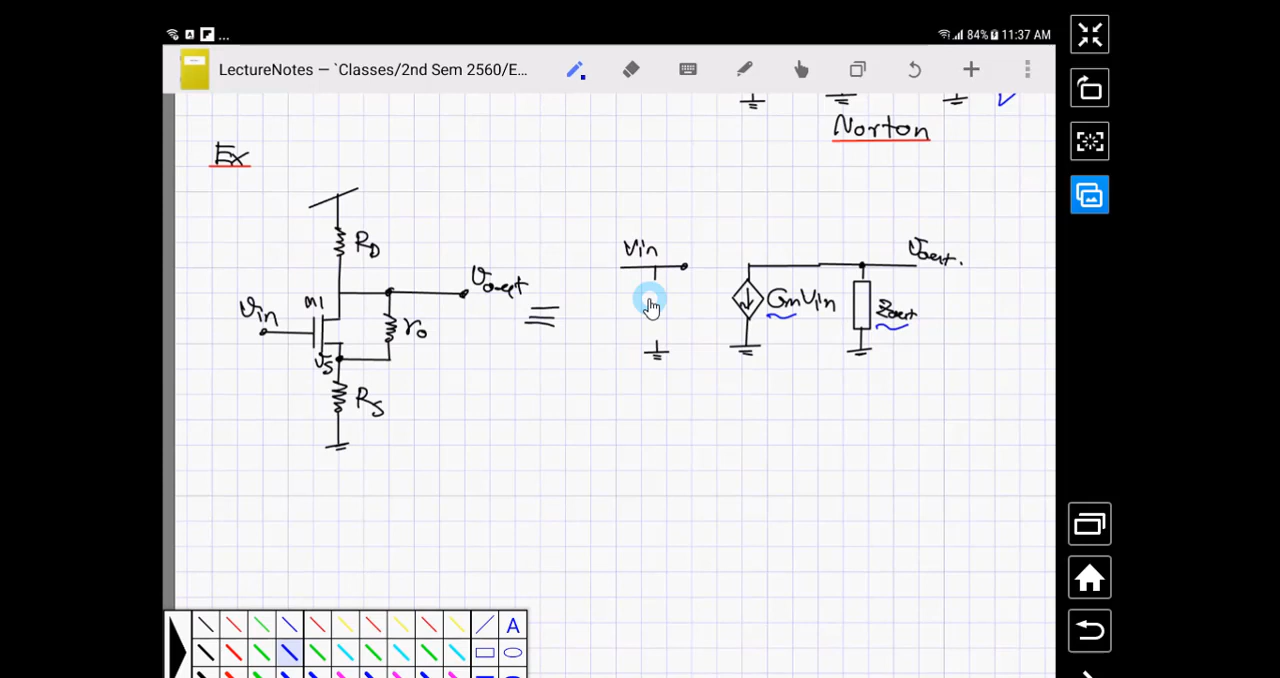 ... 84% 11:37 AM
LectureNotes — `Classes/2nd Sem 2560/E...
Norton
Ex
RD
Vin
M1
Vout
ro
VS
RS
Vin
GmVin
Vout.
Zout
A